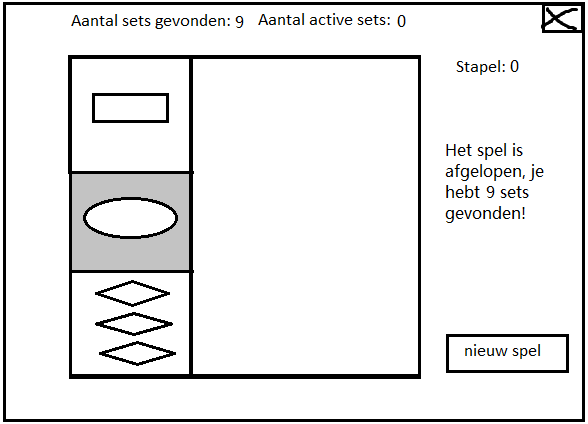 Aantal sets gevonden: 9 Aantal active sets: 0
Stapel: 0
Het spel is
afgelopen, je
hebt 9 sets
gevonden!
nieuw spel